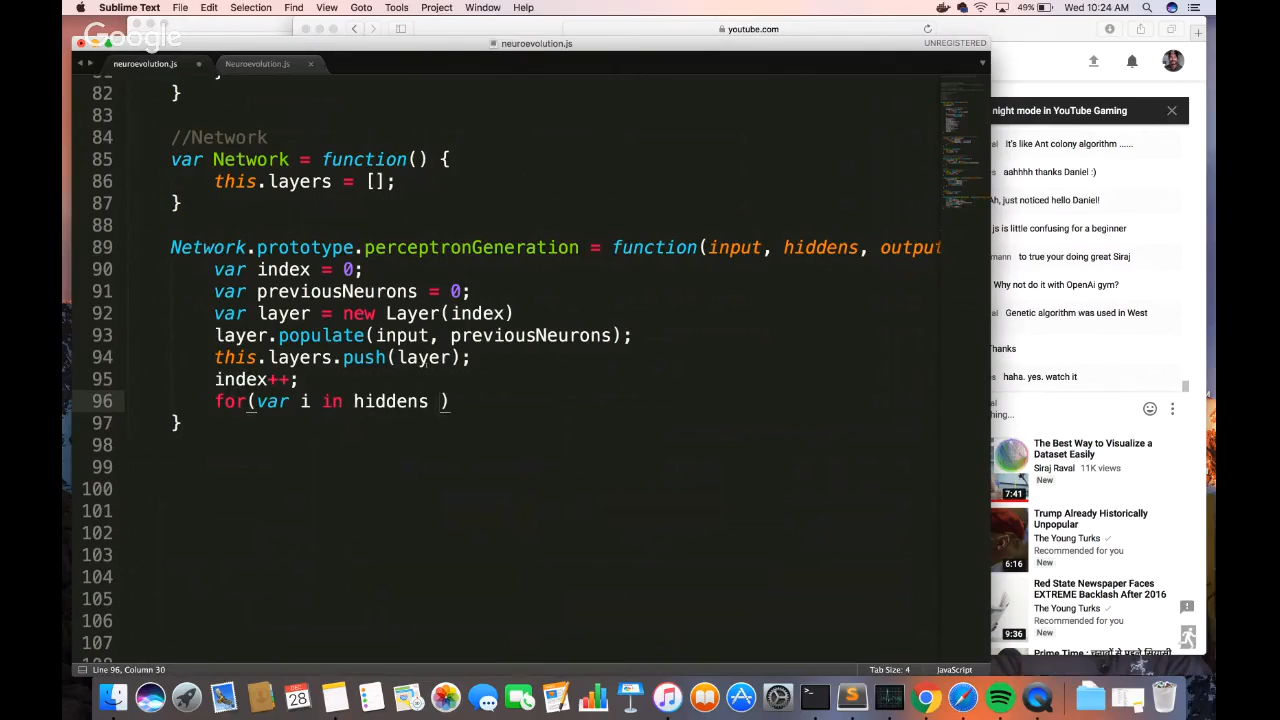 Sublime Text File Edit Selection Find View Goto Tools Project Window Help 49% Wed 10:24 AM
Google
youtube.com
neuroevolution.js UNREGISTERED
neuroevolution.js Neuroevolution.js
82 }
83
84 //Network
85 var Network = function() {
86 this.layers = [];
87 }
88
89 Network.prototype.perceptronGeneration = function(input, hiddens, output
90 var index = 0;
91 var previousNeurons = 0;
92 var layer = new Layer(index)
93 layer.populate(input, previousNeurons);
94 this.layers.push(layer);
95 index++;
96 for(var i in hiddens )
97 }
98
99
100
101
102
103
104
105
106
107
Line 96, Column 30 Tab Size: 4 JavaScript
night mode in YouTube Gaming
al It's like Ant colony algorithm ......
s aahhhh thanks Daniel :)
Ah, just noticed hello Daniel!
js is little confusing for a beginner
mann to true your doing great Siraj
Why not do it with OpenAi gym?
Genetic algorithm was used in West
Thanks
haha. yes. watch it
al
hing...
The Best Way to Visualize a
Dataset Easily
Siraj Raval 11K views
New
7:41
Trump Already Historically
Unpopular
The Young Turks
Recommended for you
New
6:16
Red State Newspaper Faces
EXTREME Backlash After 2016
The Young Turks
Recommended for you
New
9:36
DEC
28